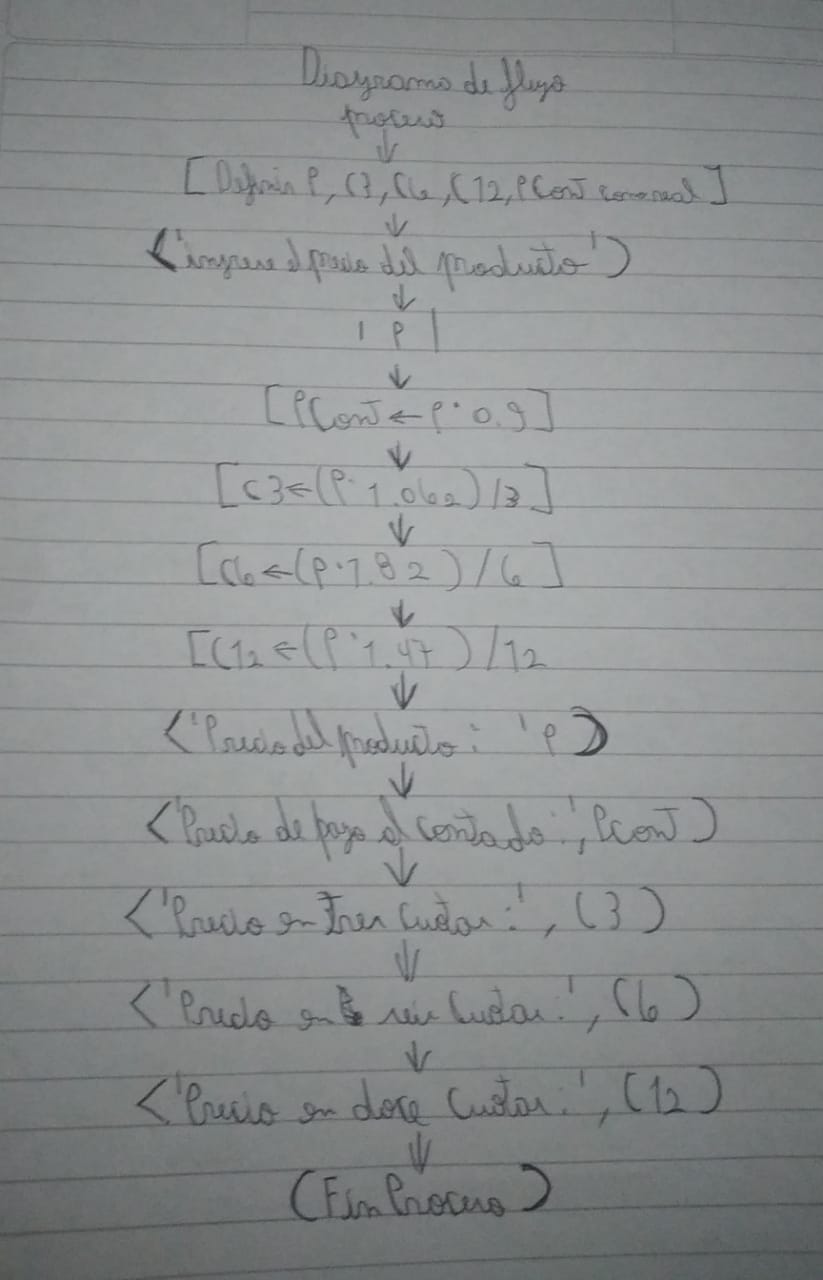 Diagrama de flujo
proceso
↓
[Definir P, C3, C6, C12, PConT como real]
↓
<'ingrese el precio del producto')
↓
| P |
↓
[PConT ← P · 0.9]
↓
[C3 ← (P · 1.062) / 3]
↓
[C6 ← (P · 1.82) / 6]
↓
[C12 ← (P · 1.47) / 12
↓
<'Precio del producto: ' P)
↓
<'Precio de pago al contado:', PconT)
↓
<'Precio en Tres Cuotas:', C3)
↓
<'Precio en seis Cuotas:', C6)
↓
<'Precio en doce Cuotas:', C12)
↓
(Fin Proceso)